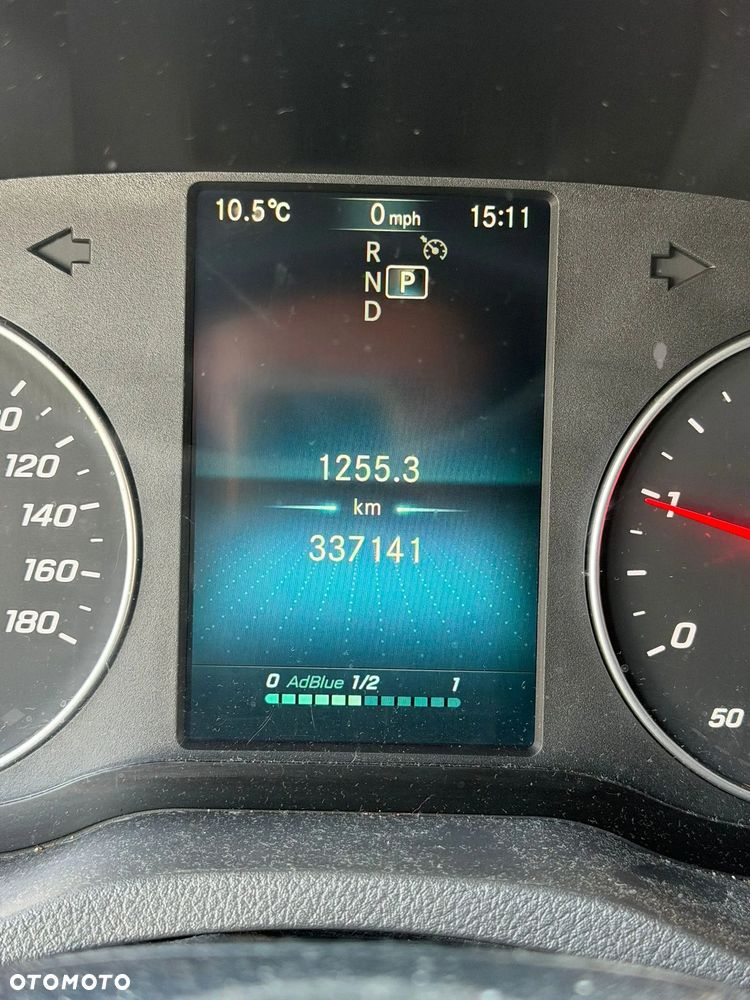 10.5°C 0 mph 15:11
R
N P
D
120
140
160
180
1255.3
km
337141
0 AdBlue 1/2 1
1
0
50
OTOMOTO